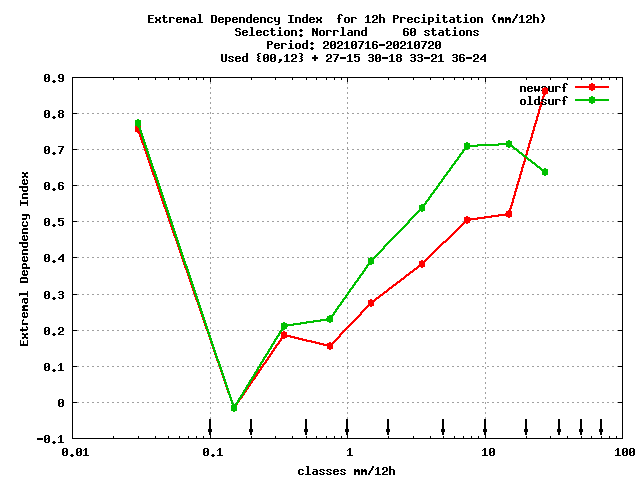 Extremal Dependency Index  for 12h Precipitation (mm/12h)
Selection: Norrland     60 stations
Period: 20210716-20210720
Used {00,12} + 27-15 30-18 33-21 36-24
newsurf
oldsurf
0.9
0.8
0.7
0.6
0.5
0.4
0.3
0.2
0.1
0
-0.1
Extremal Dependency Index
0.01 0.1 1 10 100
classes mm/12h